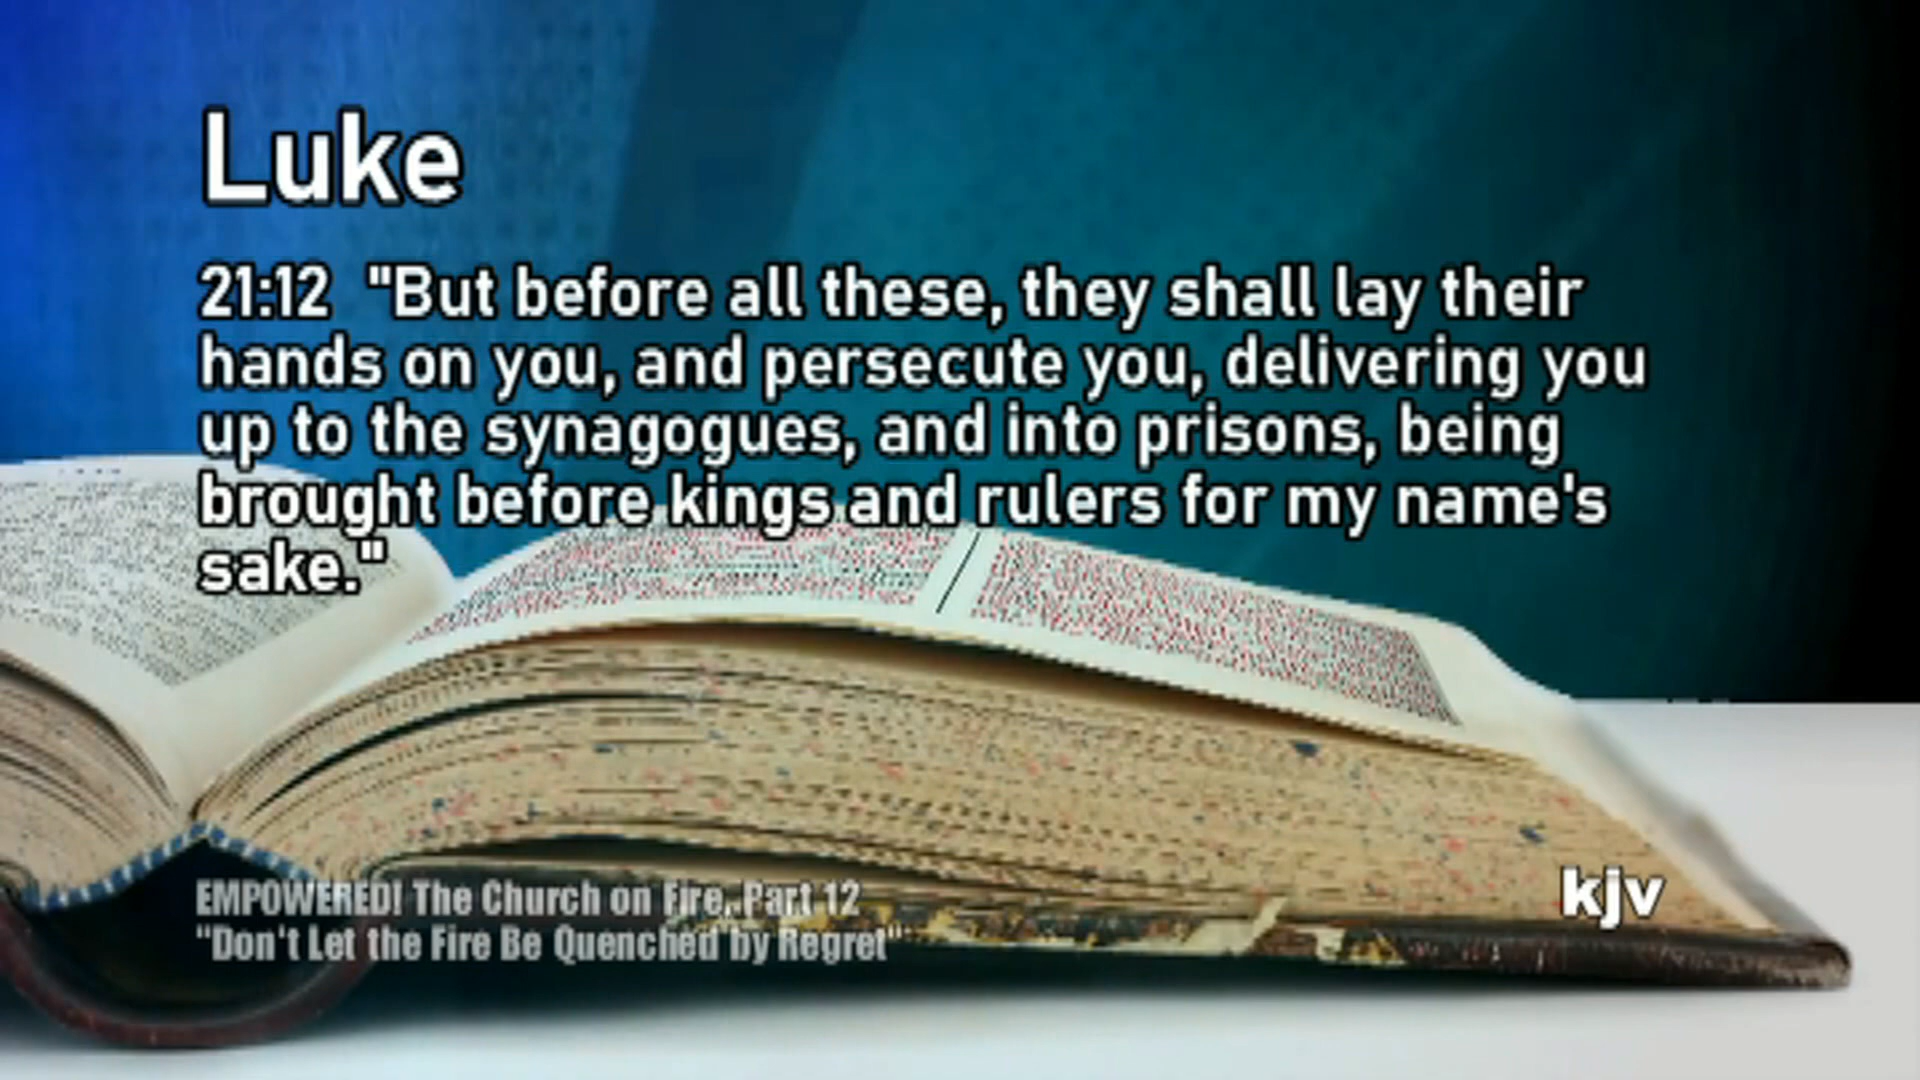 Luke
21:12 "But before all these, they shall lay their
hands on you, and persecute you, delivering you
up to the synagogues, and into prisons, being
brought before kings and rulers for my name's
sake."
EMPOWERED! The Church on Fire, Part 12
"Don't Let the Fire Be Quenched by Regret"
kjv